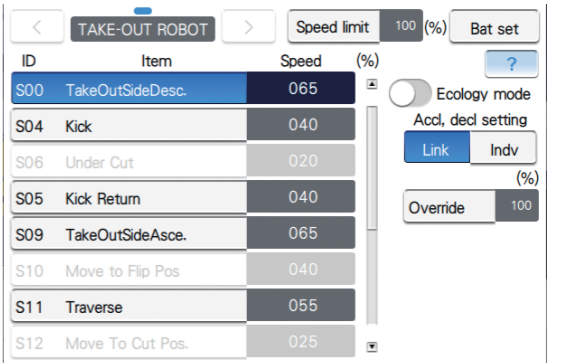 TAKE-OUT ROBOT Speed limit 100 (%) Bat set
ID Item Speed (%)
?
S00 TakeOutSideDesc. 065
Ecology mode
S04 Kick 040
Accl, decl setting
Link Indv
S06 Under Cut 020
(%)
S05 Kick Return 040
Override 100
S09 TakeOutSideAsce. 065
S10 Move to Flip Pos 040
S11 Traverse 055
S12 Move To Cut Pos. 025